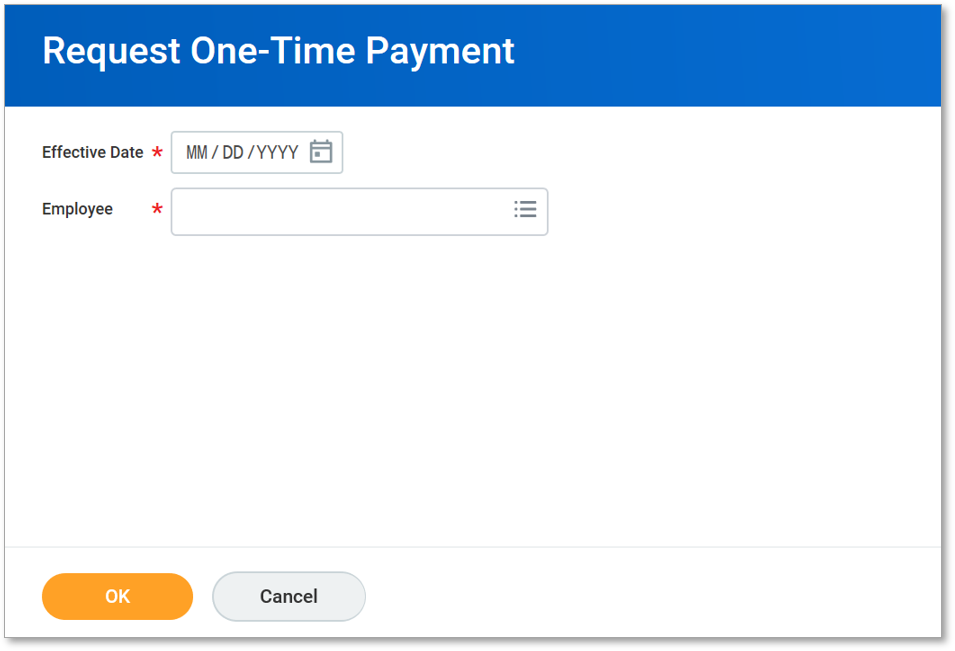 Request One-Time Payment
Effective Date * MM / DD / YYYY
Employee *
OK Cancel